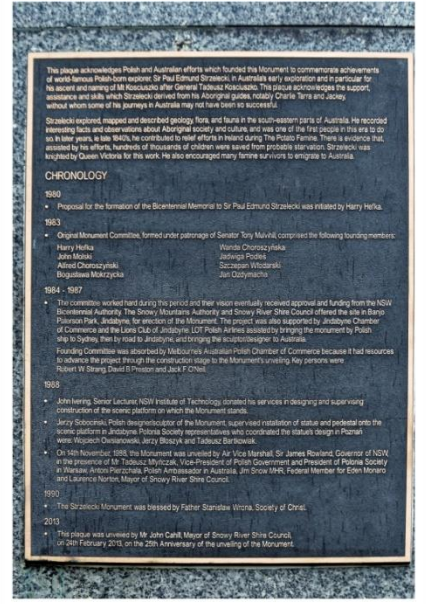 This plaque acknowledges Polish and Australian efforts which founded this Monument to commemorate achievements
of world-famous Polish-born explorer, Sir Paul Edmund Strzelecki, in Australia's early exploration and in particular for
his ascent and naming of Mt Kosciuszko after General Tadeusz Kosciuszko. This plaque acknowledges the support,
assistance and skills which Strzelecki derived from his Aboriginal guides, notably Charlie Tarra and Jackey,
without whom some of his journeys in Australia may not have been so successful.
Strzelecki explored, mapped and described geology, flora, and fauna in the south-eastern parts of Australia. He recorded
interesting facts and observations about Aboriginal society and culture, and was one of the first people in this era to do
so. In later years, ie late 1840's, he contributed to relief efforts in Ireland during The Potato Famine. There is evidence that,
assisted by his efforts, hundreds of thousands of children were saved from probable starvation. Strzelecki was
knighted by Queen Victoria for this work. He also encouraged many famine survivors to emigrate to Australia.
CHRONOLOGY
1980
• Proposal for the formation of the Bicentennial Memorial to Sir Paul Edmund Strzelecki was initiated by Harry Hefka.
1983
• Original Monument Committee, formed under patronage of Senator Tony Mulvihill, comprised the following founding members:
Harry Hefka Wanda Choroszyńska
John Molski Jadwiga Podleś
Alfred Choroszyński Szczepan Włodarski
Bogusława Mokrzycka Jan Ozdymacho
1984 - 1987
• The committee worked hard during this period and their vision eventually received approval and funding from the NSW
Bicentennial Authority. The Snowy Mountains Authority and Snowy River Shire Council offered the site in Banjo
Paterson Park, Jindabyne, for erection of the Monument. The project was also supported by Jindabyne Chamber
of Commerce and the Lions Club of Jindabyne. LOT Polish Airlines assisted by bringing the monument by Polish
ship to Sydney, then by road to Jindabyne, and bringing the sculptor/designer to Australia.
Founding Committee was absorbed by Melbourne's Australian Polish Chamber of Commerce because it had resources
to advance the project through the construction stage to the Monument's unveiling. Key persons were
Robert W Strang, David B Preston and Jack F O'Neil.
1988
• John Ivering, Senior Lecturer, NSW Institute of Technology, donated his services in designing and supervising
construction of the scenic platform on which the Monument stands.
• Jerzy Sobociński, Polish designer/sculptor of the Monument, supervised installation of statue and pedestal onto the
scenic platform in Jindabyne. Polonia Society representatives who coordinated the statue's design in Poznań
were: Wojciech Owsianowski, Jerzy Błoszyk and Tadeusz Bartkowiak.
• On 14th November, 1988, the Monument was unveiled by Air Vice Marshall, Sir James Rowland, Governor of NSW,
in the presence of Mr Tadeusz Młyńczak, Vice-President of Polish Government and President of Polonia Society
in Warsaw, Antoni Pierzchała, Polish Ambassador in Australia, Jim Snow MHR, Federal Member for Eden Monaro
and Laurence Norton, Mayor of Snowy River Shire Council.
1990
• The Strzelecki Monument was blessed by Father Stanisław Wrona, Society of Christ.
2013
• This plaque was unveiled by Mr John Cahill, Mayor of Snowy River Shire Council,
on 24th February 2013, on the 25th Anniversary of the unveiling of the Monument.